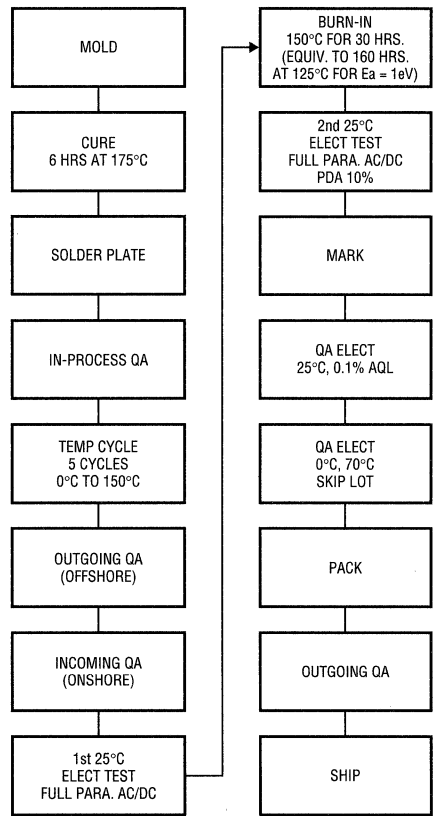 MOLD
CURE
6 HRS AT 175°C
SOLDER PLATE
IN-PROCESS QA
TEMP CYCLE
5 CYCLES
0°C TO 150°C
OUTGOING QA
(OFFSHORE)
INCOMING QA
(ONSHORE)
1st 25°C
ELECT TEST
FULL PARA. AC/DC
BURN-IN
150°C FOR 30 HRS.
(EQUIV. TO 160 HRS.
AT 125°C FOR Ea = 1eV)
2nd 25°C
ELECT TEST
FULL PARA. AC/DC
PDA 10%
MARK
QA ELECT
25°C, 0.1% AQL
QA ELECT
0°C, 70°C
SKIP LOT
PACK
OUTGOING QA
SHIP